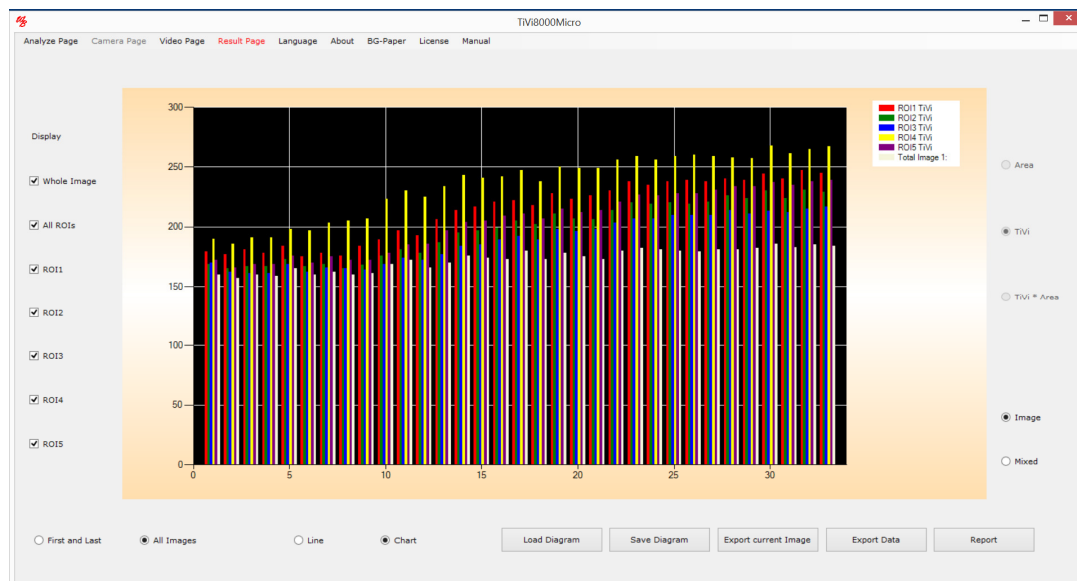 TiVi8000Micro
Analyze Page Camera Page Video Page Result Page Language About BG-Paper License Manual
Display
Whole Image
All ROIs
ROI1
ROI2
ROI3
ROI4
ROI5
300
250
200
150
100
50
0
0 5 10 15 20 25 30
ROI1 TiVi
ROI2 TiVi
ROI3 TiVi
ROI4 TiVi
ROI5 TiVi
Total Image 1:
Area
TiVi
TiVi * Area
Image
Mixed
First and Last All Images Line Chart Load Diagram Save Diagram Export current Image Export Data Report